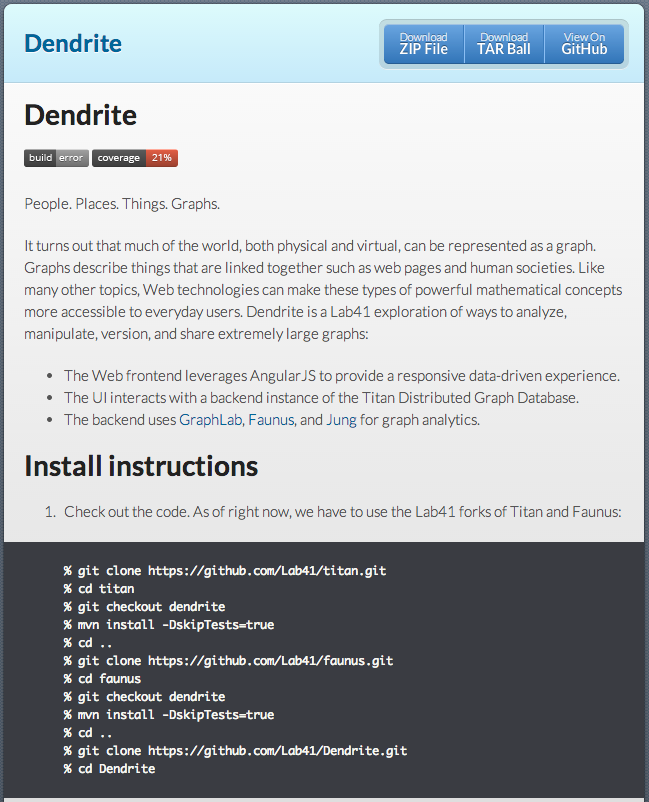 Dendrite
Download
ZIP File
Download
TAR Ball
View On
GitHub
Dendrite
build error coverage 21%
People. Places. Things. Graphs.
It turns out that much of the world, both physical and virtual, can be represented as a graph.
Graphs describe things that are linked together such as web pages and human societies. Like
many other topics, Web technologies can make these types of powerful mathematical concepts
more accessible to everyday users. Dendrite is a Lab41 exploration of ways to analyze,
manipulate, version, and share extremely large graphs:
• The Web frontend leverages AngularJS to provide a responsive data-driven experience.
• The UI interacts with a backend instance of the Titan Distributed Graph Database.
• The backend uses GraphLab, Faunus, and Jung for graph analytics.
Install instructions
1. Check out the code. As of right now, we have to use the Lab41 forks of Titan and Faunus:
% git clone https://github.com/Lab41/titan.git
% cd titan
% git checkout dendrite
% mvn install -DskipTests=true
% cd ..
% git clone https://github.com/Lab41/faunus.git
% cd faunus
% git checkout dendrite
% mvn install -DskipTests=true
% cd ..
% git clone https://github.com/Lab41/Dendrite.git
% cd Dendrite